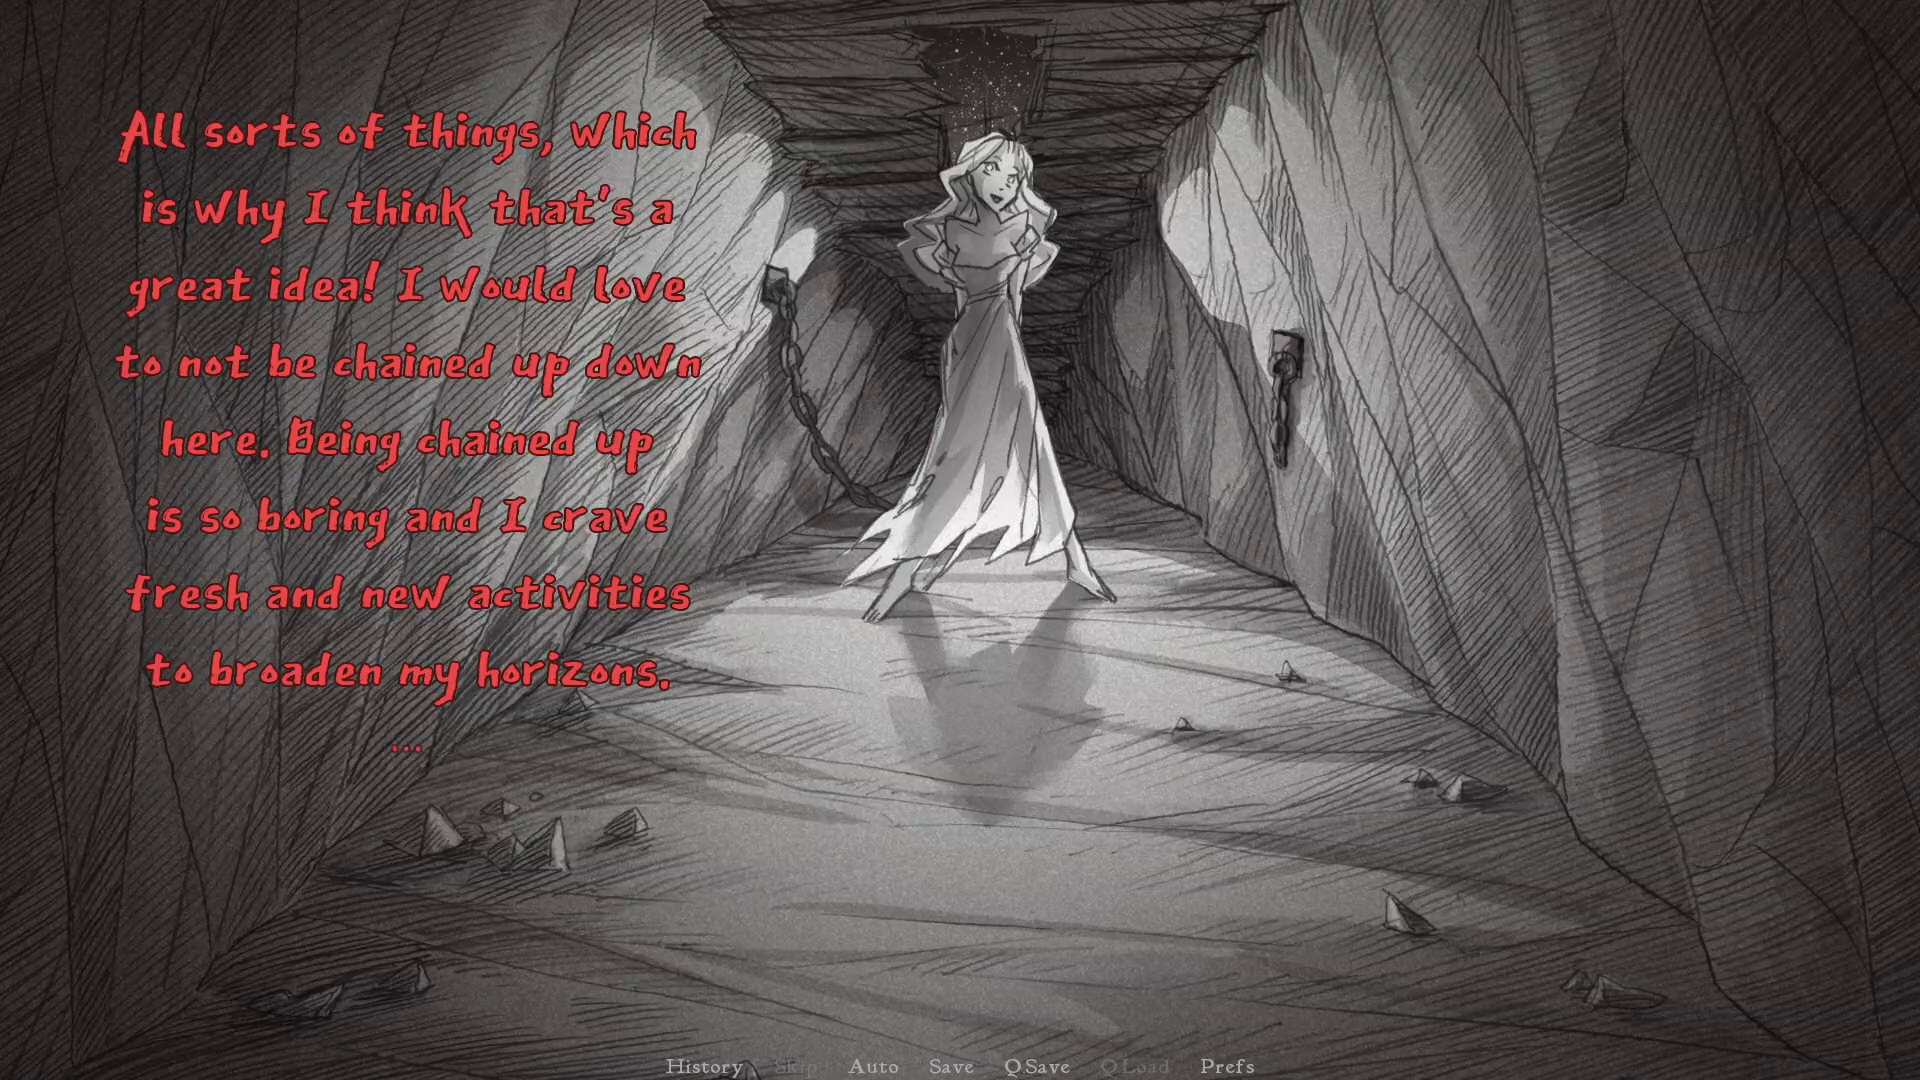 All sorts of things, which
is why I think that's a
great idea! I would love
to not be chained up down
here. Being chained up
is so boring and I crave
fresh and new activities
to broaden my horizons.
...
History Skip Auto Save Q.Save Q.Load Prefs